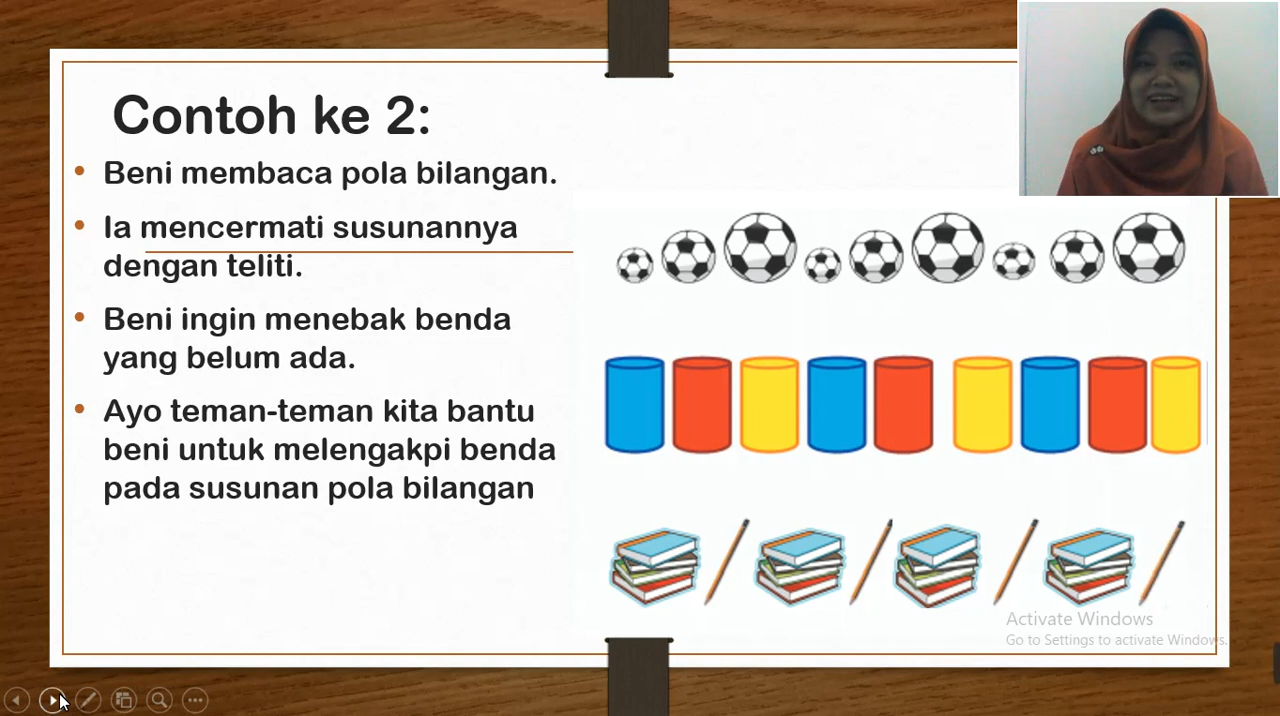 Contoh ke 2:
Beni membaca pola bilangan.
Ia mencermati susunannya
dengan teliti.
Beni ingin menebak benda
yang belum ada.
Ayo teman-teman kita bantu
beni untuk melengakpi benda
pada susunan pola bilangan
Activate Windows
Go to Settings to activate Windows.